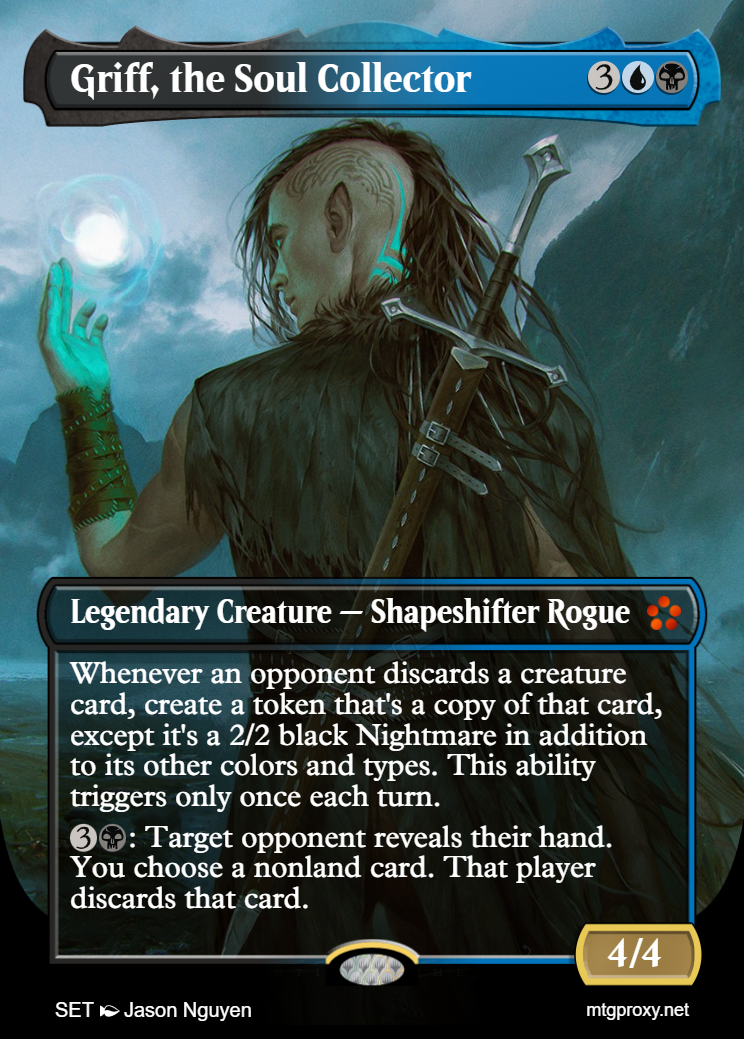 Griff, the Soul Collector 3
Legendary Creature — Shapeshifter Rogue
Whenever an opponent discards a creature
card, create a token that's a copy of that card,
except it's a 2/2 black Nightmare in addition
to its other colors and types. This ability
triggers only once each turn.
3: Target opponent reveals their hand.
You choose a nonland card. That player
discards that card.
4/4
SET Jason Nguyen
mtgproxy.net